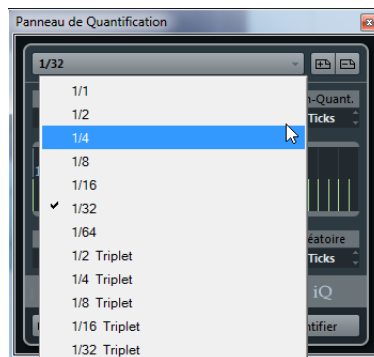 Panneau de Quantification
1/32
1/1
n-Quant.
1/2
Ticks
1/4
1/8
1/16
1/32
1/64
éatoire
1/2 Triplet
Ticks
1/4 Triplet
1/8 Triplet
iQ
1/16 Triplet
ntifier
1/32 Triplet